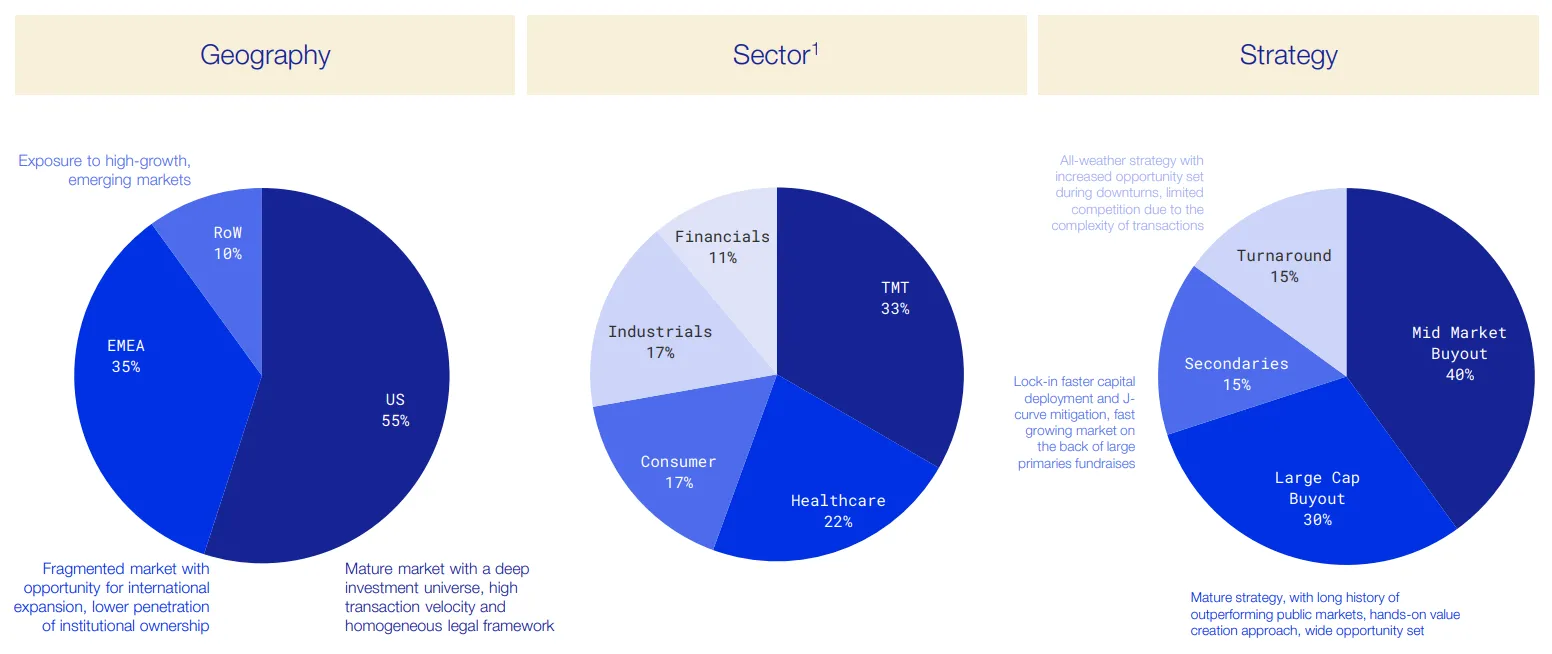 Geography
Sector1
Strategy
Exposure to high-growth,
emerging markets
RoW
10%
EMEA
35%
US
55%
Fragmented market with
opportunity for international
expansion, lower penetration
of institutional ownership
Mature market with a deep
investment universe, high
transaction velocity and
homogeneous legal framework
Financials
11%
TMT
33%
Industrials
17%
Consumer
17%
Healthcare
22%
All-weather strategy with
increased opportunity set
during downturns, limited
competition due to the
complexity of transactions
Turnaround
15%
Mid Market
Buyout
40%
Secondaries
15%
Lock-in faster capital
deployment and J-
curve mitigation, fast
growing market on
the back of large
primaries fundraises
Large Cap
Buyout
30%
Mature strategy, with long history of
outperforming public markets, hands-on value
creation approach, wide opportunity set